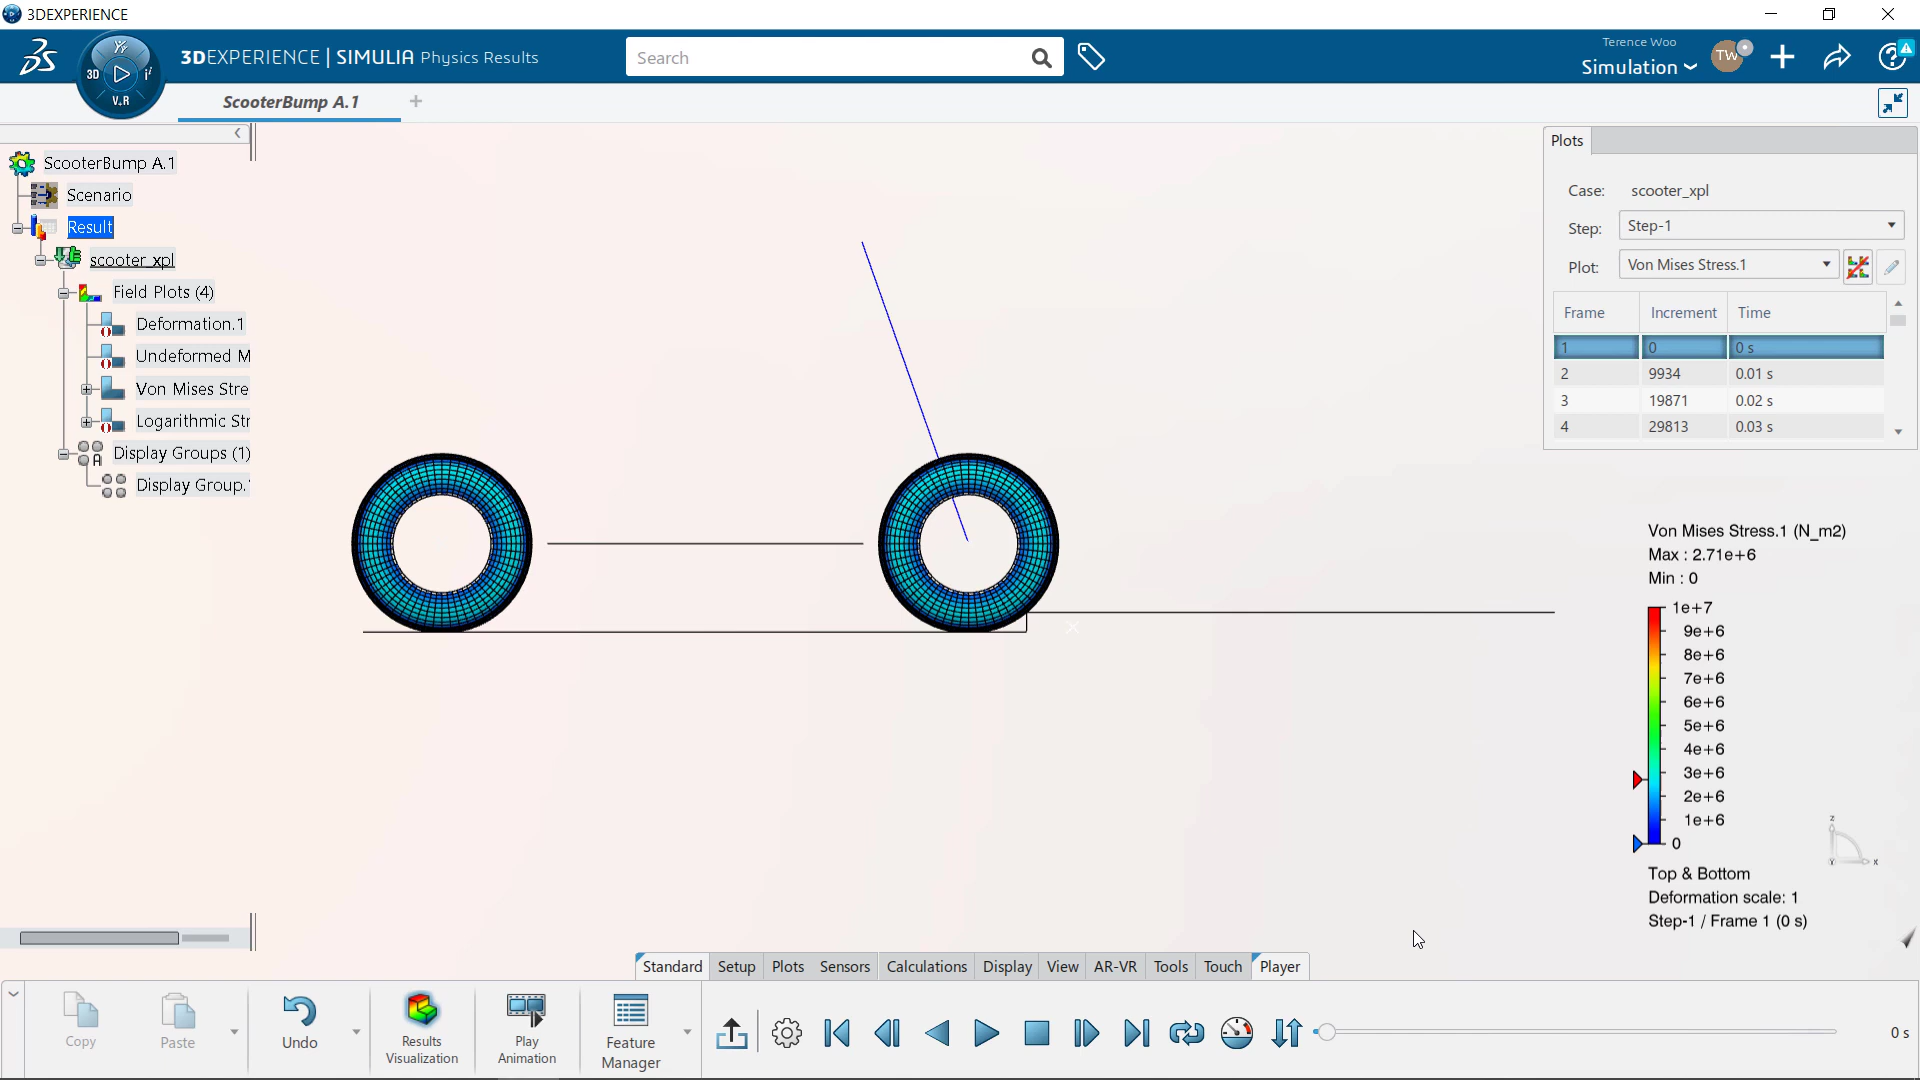 3DEXPERIENCE
3DEXPERIENCE | SIMULIA Physics Results
Search
Terence Woo
Simulation
TW
3D
V.R
ScooterBump A.1
ScooterBump A.1
Scenario
Result
scooter_xpl
Field Plots (4)
Deformation.1
Undeformed M
Von Mises Stre
Logarithmic Str
Display Groups (1)
Display Group.
Plots
Case: scooter_xpl
Step: Step-1
Plot: Von Mises Stress.1
Frame Increment Time
1 0 0 s
2 9934 0.01 s
3 19871 0.02 s
4 29813 0.03 s
Von Mises Stress.1 (N_m2)
Max : 2.71e+6
Min : 0
1e+7
9e+6
8e+6
7e+6
6e+6
5e+6
4e+6
3e+6
2e+6
1e+6
0
Top & Bottom
Deformation scale: 1
Step-1 / Frame 1 (0 s)
z
Y
x
Standard Setup Plots Sensors Calculations Display View AR-VR Tools Touch Player
Copy
Paste
Undo
Results
Visualization
Play
Animation
Feature
Manager
0 s